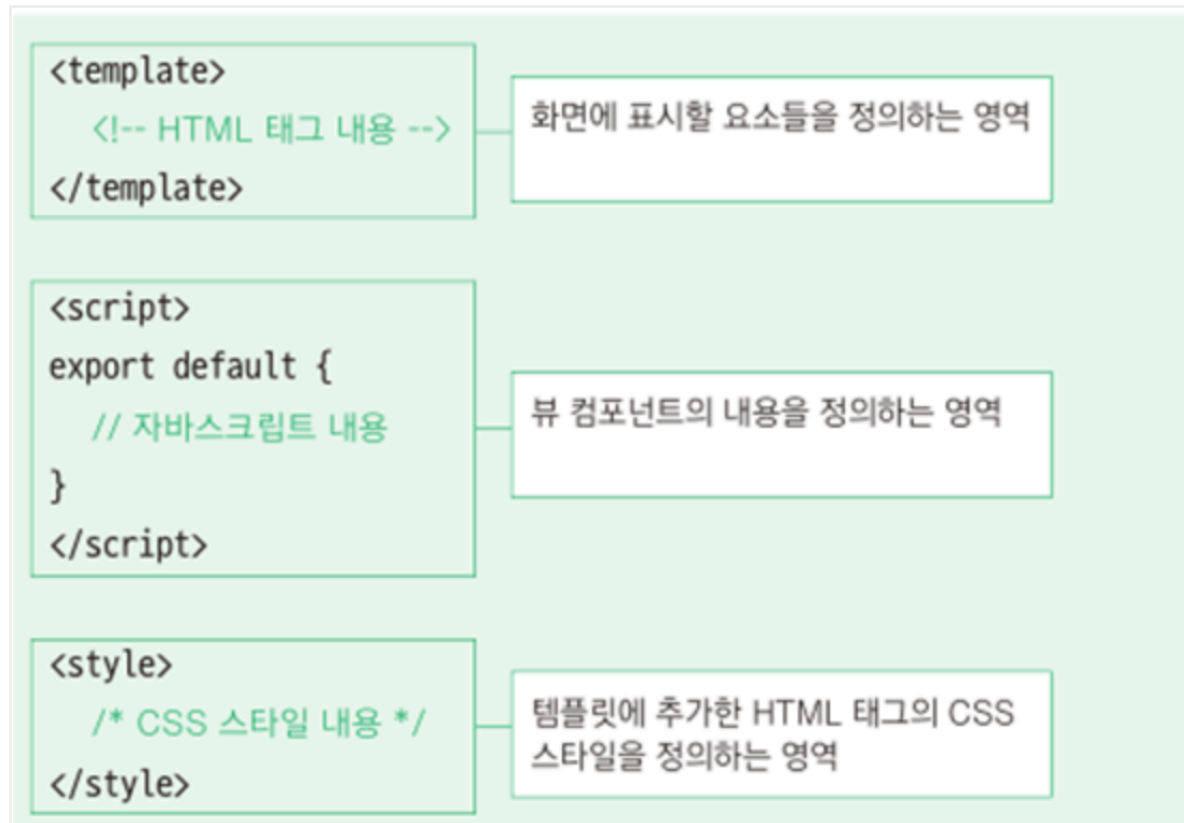 <template>
<!-- HTML 태그 내용 -->
</template>
화면에 표시할 요소들을 정의하는 영역
<script>
export default {
// 자바스크립트 내용
}
</script>
뷰 컴포넌트의 내용을 정의하는 영역
<style>
/* CSS 스타일 내용 */
</style>
템플릿에 추가한 HTML 태그의 CSS
스타일을 정의하는 영역